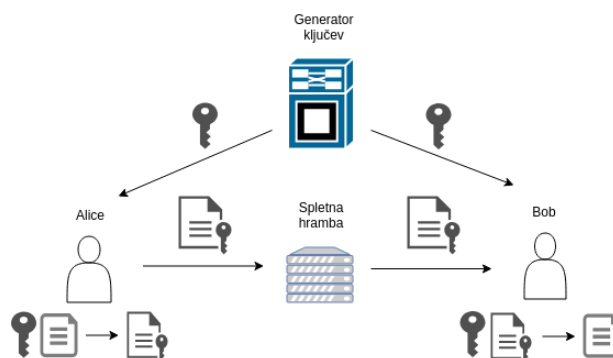 Generator
ključev
Alice
Spletna
hramba
Bob